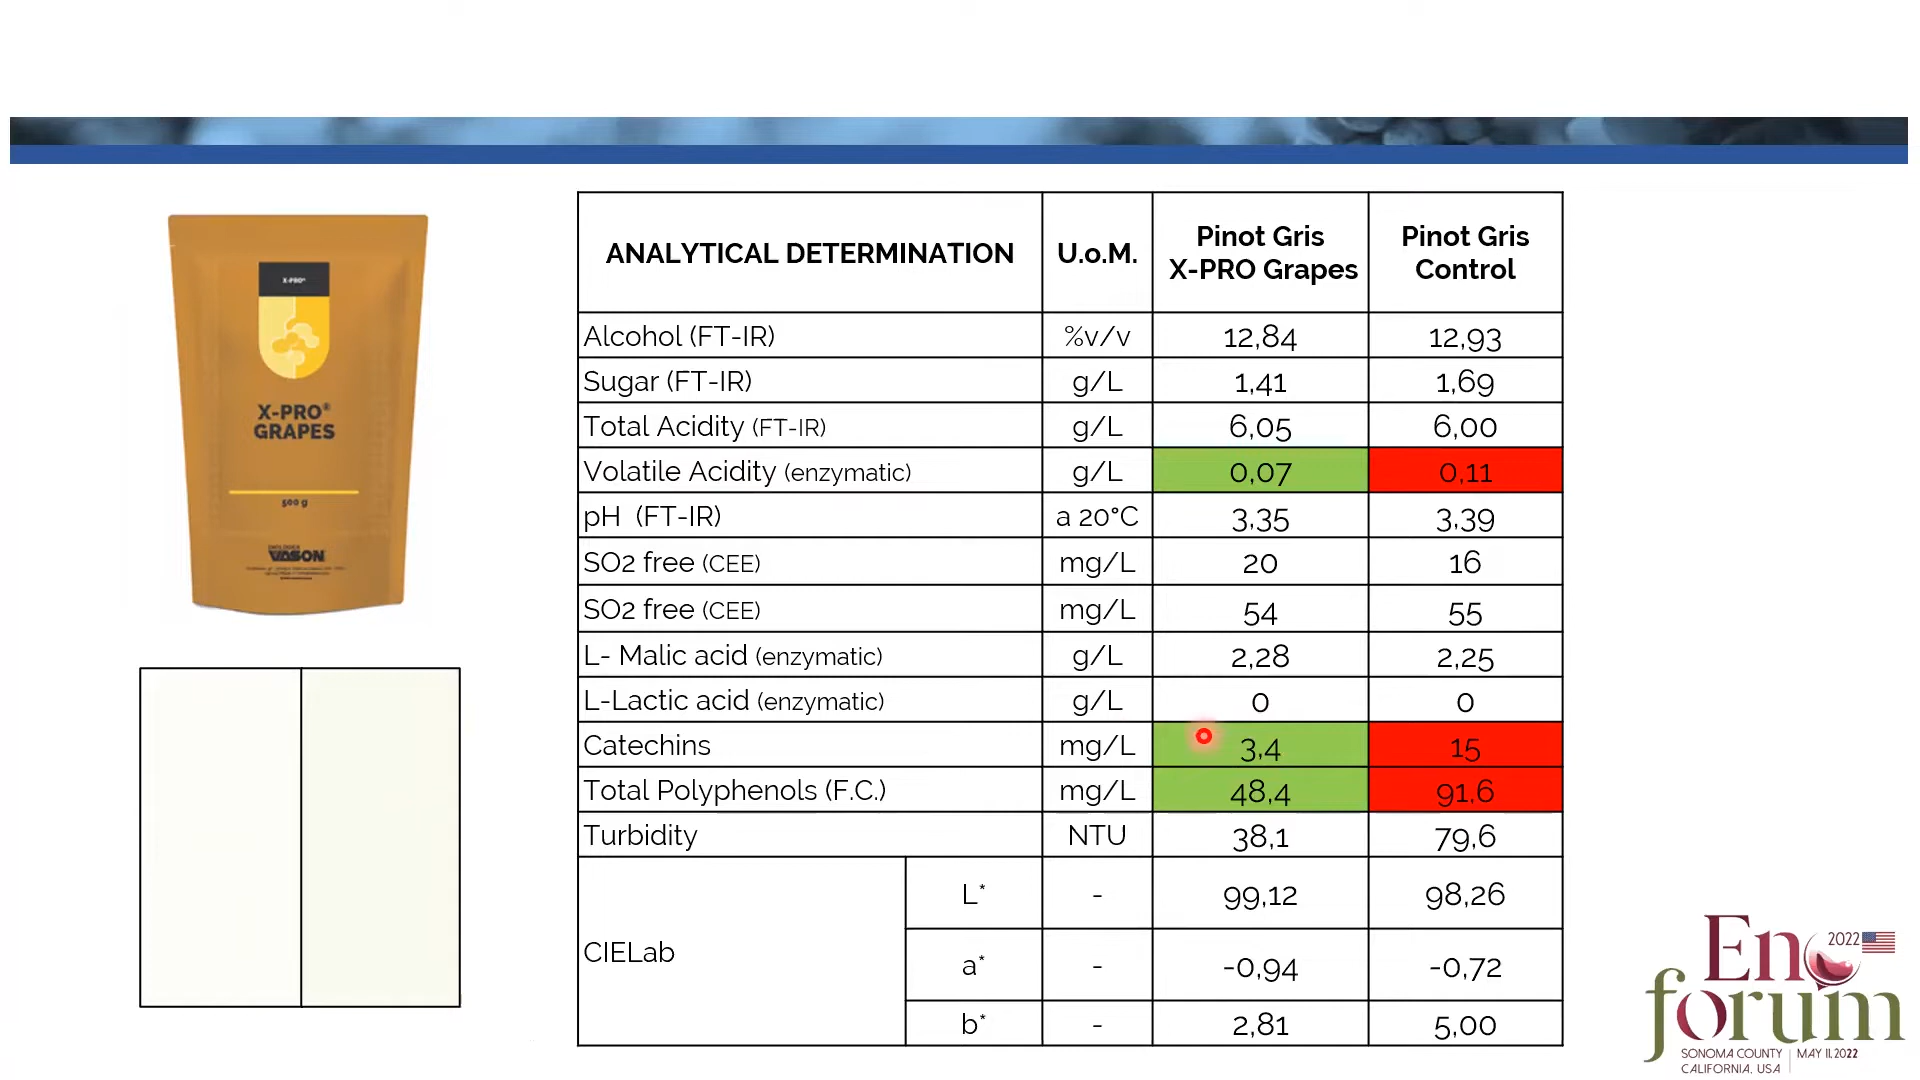 X-PRO®
X-PRO®
GRAPES
500 g
VASON
ANALYTICAL DETERMINATION U.o.M. Pinot Gris X-PRO Grapes Pinot Gris Control
Alcohol (FT-IR) %v/v 12,84 12,93
Sugar (FT-IR) g/L 1,41 1,69
Total Acidity (FT-IR) g/L 6,05 6,00
Volatile Acidity (enzymatic) g/L 0,07 0,11
pH (FT-IR) a 20°C 3,35 3,39
SO2 free (CEE) mg/L 20 16
SO2 free (CEE) mg/L 54 55
L- Malic acid (enzymatic) g/L 2,28 2,25
L-Lactic acid (enzymatic) g/L 0 0
Catechins mg/L 3,4 15
Total Polyphenols (F.C.) mg/L 48,4 91,6
Turbidity NTU 38,1 79,6
CIELab
L* - 99,12 98,26
a* - -0,94 -0,72
b* - 2,81 5,00
Eno 2022
forum
SONOMA COUNTY MAY 11, 2022
CALIFORNIA, USA